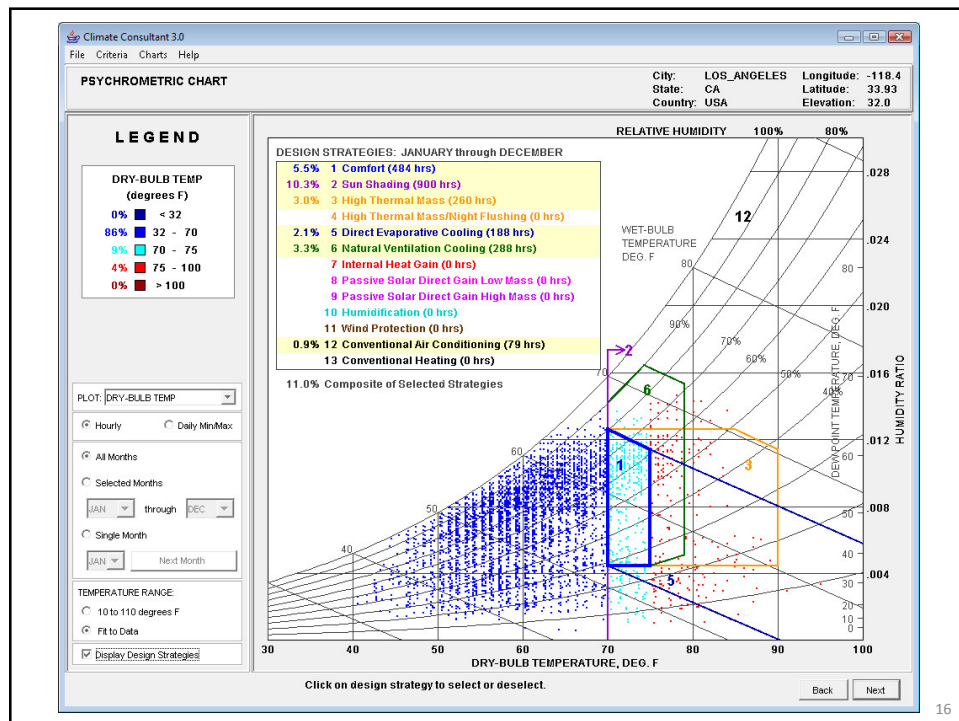 Climate Consultant 3.0
File Criteria Charts Help
PSYCHROMETRIC CHART
City: LOS_ANGELES Longitude: -118.4
State: CA Latitude: 33.93
Country: USA Elevation: 32.0
LEGEND
DRY-BULB TEMP
(degrees F)
0% < 32
86% 32 - 70
9% 70 - 75
4% 75 - 100
0% > 100
PLOT: DRY-BULB TEMP
Hourly Daily Min/Max
All Months
Selected Months
JAN through DEC
Single Month
JAN Next Month
TEMPERATURE RANGE:
10 to 110 degrees F
Fit to Data
Display Design Strategies
RELATIVE HUMIDITY 100% 80%
DESIGN STRATEGIES: JANUARY through DECEMBER
5.5% 1 Comfort (484 hrs)
10.3% 2 Sun Shading (900 hrs)
3.0% 3 High Thermal Mass (260 hrs)
4 High Thermal Mass/Night Flushing (0 hrs)
2.1% 5 Direct Evaporative Cooling (188 hrs)
3.3% 6 Natural Ventilation Cooling (288 hrs)
7 Internal Heat Gain (0 hrs)
8 Passive Solar Direct Gain Low Mass (0 hrs)
9 Passive Solar Direct Gain High Mass (0 hrs)
10 Humidification (0 hrs)
11 Wind Protection (0 hrs)
0.9% 12 Conventional Air Conditioning (79 hrs)
13 Conventional Heating (0 hrs)
11.0% Composite of Selected Strategies
WET-BULB
TEMPERATURE
DEG. F
40
50
60
70
80
90%
70%
60%
50%
40%
12
2
6
1
3
5
DEW POINT TEMPERATURE, DEG. F
80
70
60
50
40
30
20
10
0
.028
.024
.020
.016
.012
.008
.004
HUMIDITY RATIO
30 40 50 60 70 80 90 100
DRY-BULB TEMPERATURE, DEG. F
Click on design strategy to select or deselect.
Back Next
16